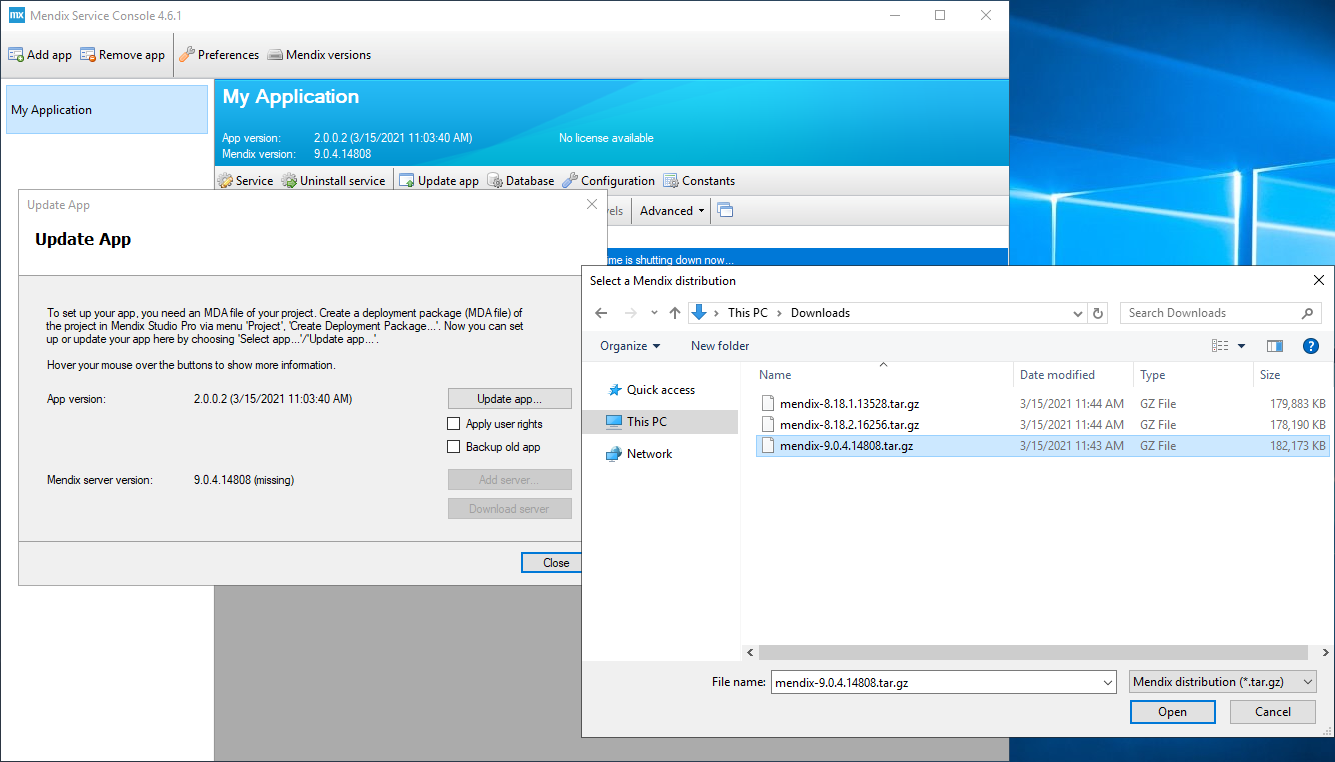 mx Mendix Service Console 4.6.1
Add app Remove app Preferences Mendix versions
My Application
My Application
App version: 2.0.0.2 (3/15/2021 11:03:40 AM) No license available
Mendix version: 9.0.4.14808
Service Uninstall service Update app Database Configuration Constants
Advanced
me is shutting down now...
Update App
Update App
To set up your app, you need an MDA file of your project. Create a deployment package (MDA file) of
the project in Mendix Studio Pro via menu 'Project', 'Create Deployment Package...'. Now you can set
up or update your app here by choosing 'Select app...'/'Update app...'.
Hover your mouse over the buttons to show more information.
App version: 2.0.0.2 (3/15/2021 11:03:40 AM) Update app...
Apply user rights
Backup old app
Mendix server version: 9.0.4.14808 (missing) Add server...
Download server
Close
Select a Mendix distribution
This PC Downloads Search Downloads
Organize New folder ?
Quick access
This PC
Network
Name Date modified Type Size
mendix-8.18.1.13528.tar.gz 3/15/2021 11:44 AM GZ File 179,883 KB
mendix-8.18.2.16256.tar.gz 3/15/2021 11:44 AM GZ File 178,190 KB
mendix-9.0.4.14808.tar.gz 3/15/2021 11:43 AM GZ File 182,173 KB
File name: mendix-9.0.4.14808.tar.gz Mendix distribution (*.tar.gz)
Open Cancel